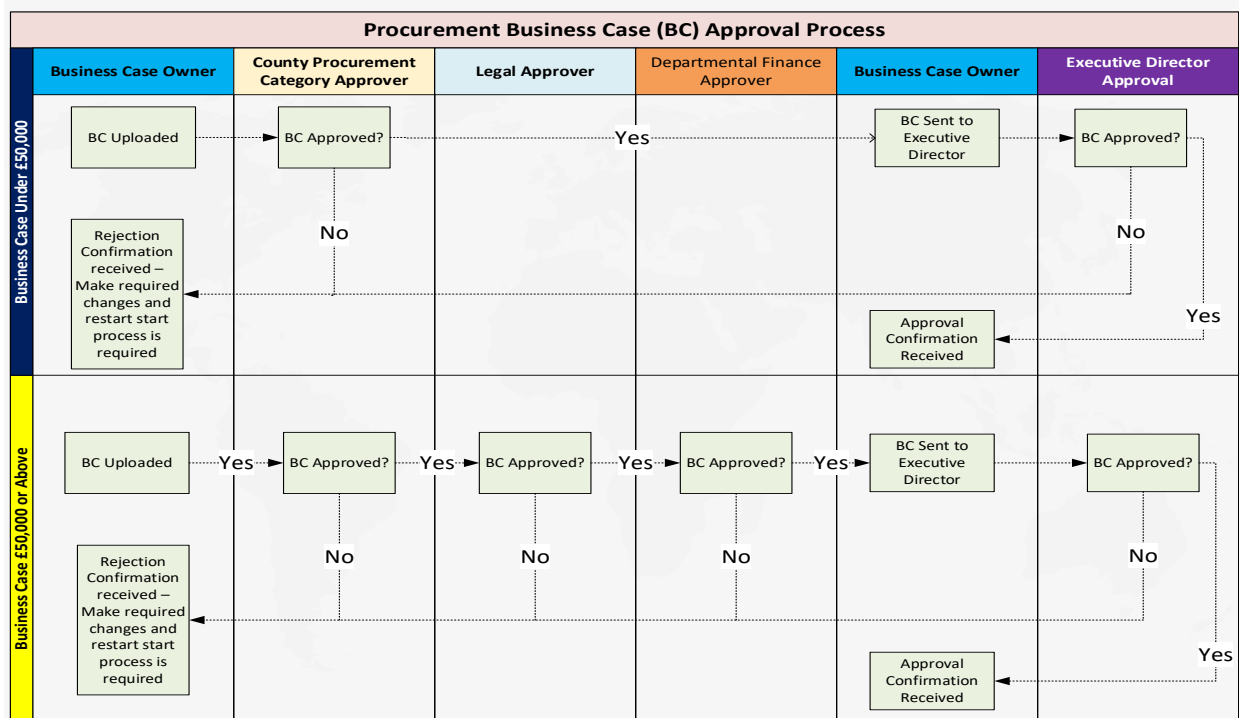 Procurement Business Case (BC) Approval Process
Business Case Owner
County Procurement
Category Approver
Legal Approver
Departmental Finance
Approver
Business Case Owner
Executive Director
Approval
Business Case Under £50,000
BC Uploaded
BC Approved?
Yes
BC Sent to
Executive
Director
BC Approved?
No
No
Rejection
Confirmation
received –
Make required
changes and
restart start
process is
required
Yes
Approval
Confirmation
Received
Business Case £50,000 or Above
BC Uploaded
Yes
BC Approved?
Yes
BC Approved?
Yes
BC Approved?
Yes
BC Sent to
Executive
Director
BC Approved?
No
No
No
No
Rejection
Confirmation
received –
Make required
changes and
restart start
process is
required
Yes
Approval
Confirmation
Received